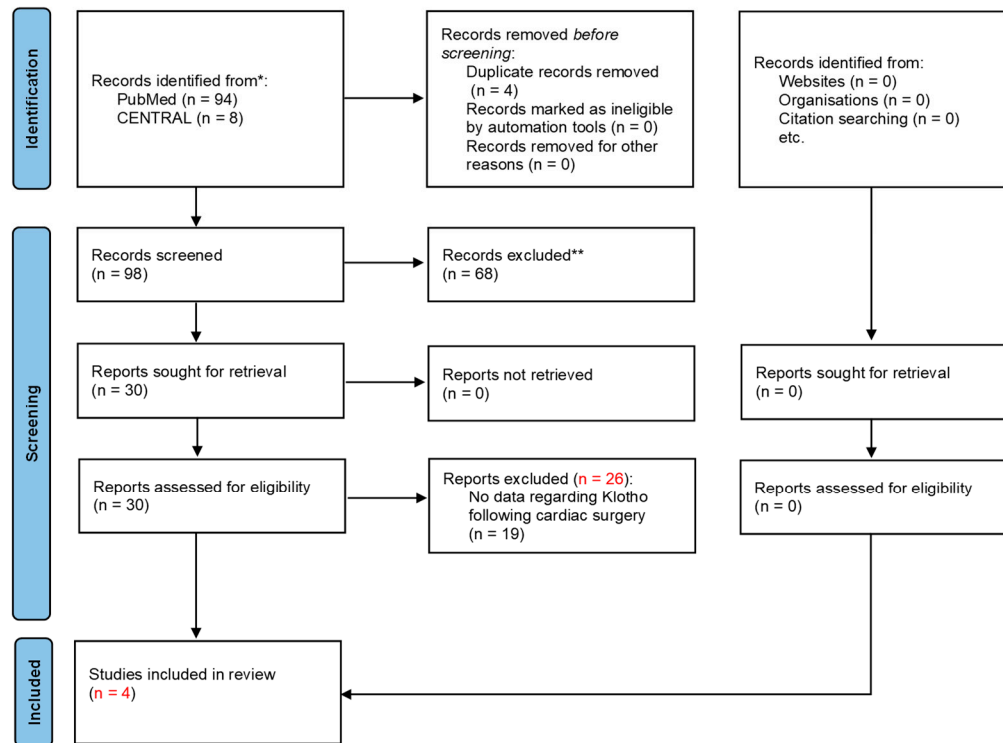 Identification
Records identified from*:
PubMed (n = 94)
CENTRAL (n = 8)
Records removed before
screening:
Duplicate records removed
(n = 4)
Records marked as ineligible
by automation tools (n = 0)
Records removed for other
reasons (n = 0)
Records identified from:
Websites (n = 0)
Organisations (n = 0)
Citation searching (n = 0)
etc.
Screening
Records screened
(n = 98)
Records excluded**
(n = 68)
Reports sought for retrieval
(n = 30)
Reports not retrieved
(n = 0)
Reports sought for retrieval
(n = 0)
Reports assessed for eligibility
(n = 30)
Reports excluded (n = 26):
No data regarding Klotho
following cardiac surgery
(n = 19)
Reports assessed for eligibility
(n = 0)
Included
Studies included in review
(n = 4)